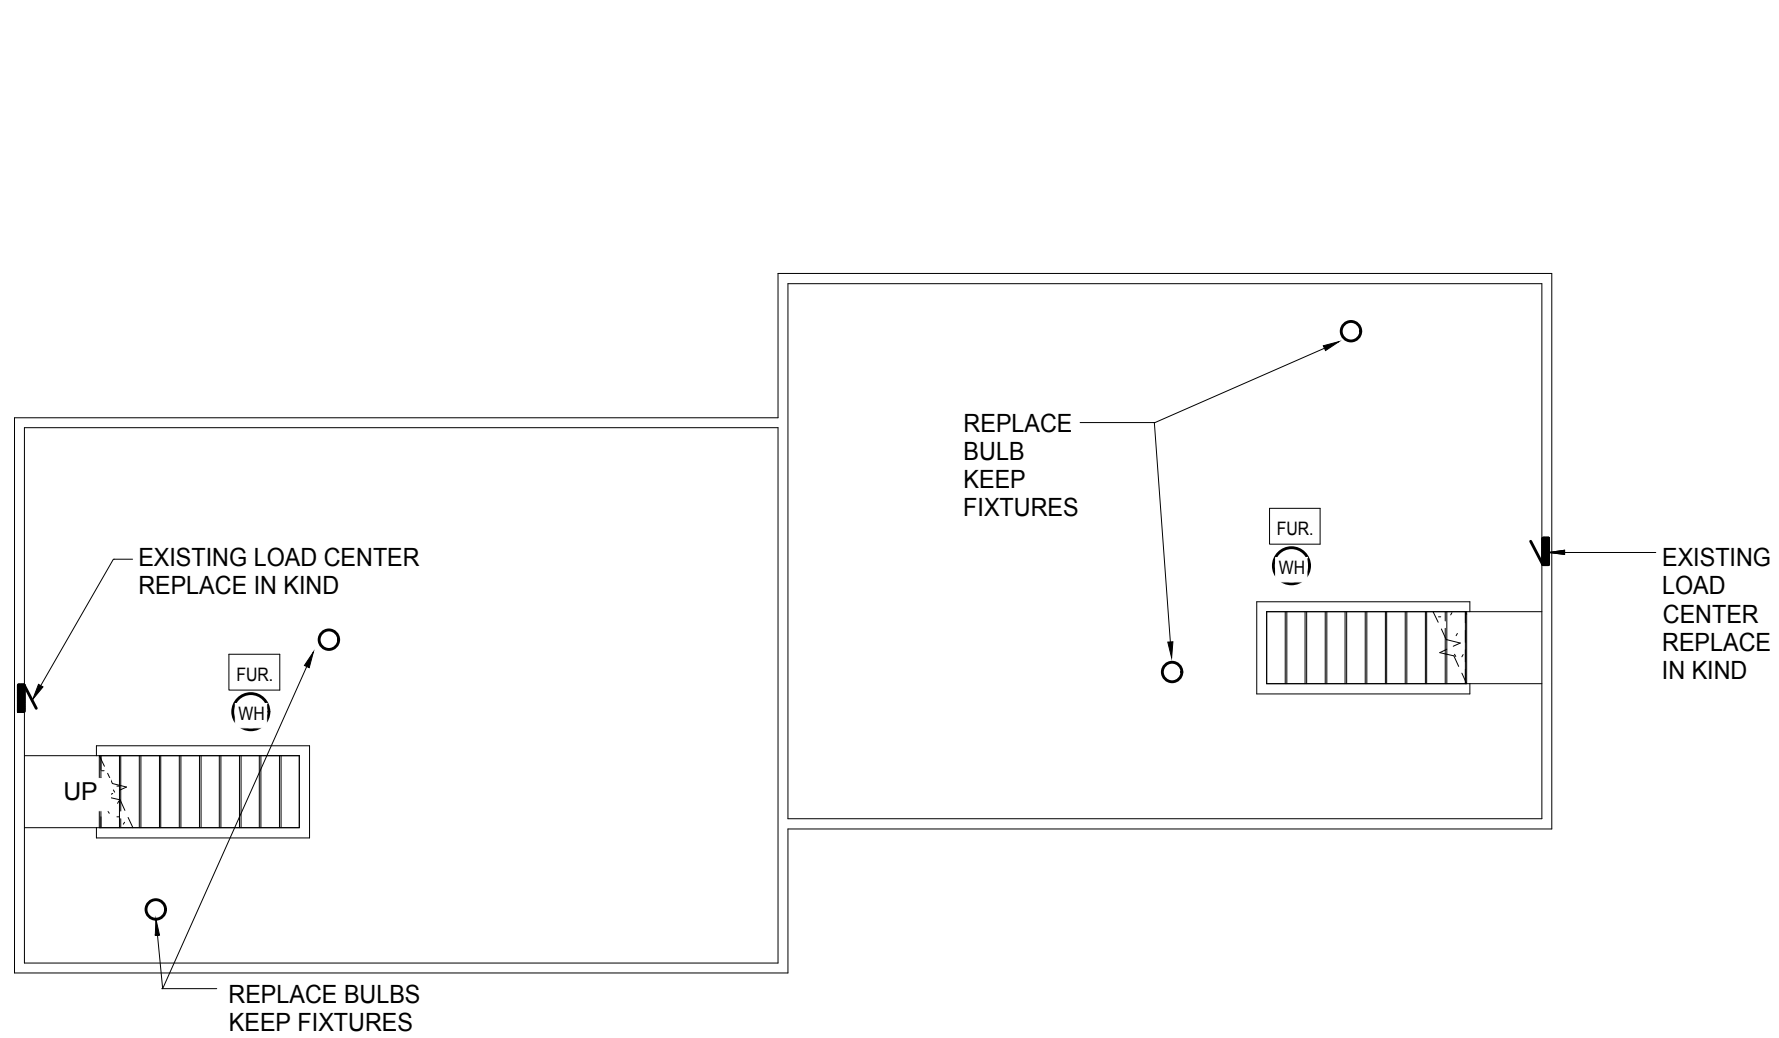 REPLACE
BULB
KEEP
FIXTURES
FUR.
WH
EXISTING
LOAD
CENTER
REPLACE
IN KIND
EXISTING LOAD CENTER
REPLACE IN KIND
FUR.
WH
UP
REPLACE BULBS
KEEP FIXTURES